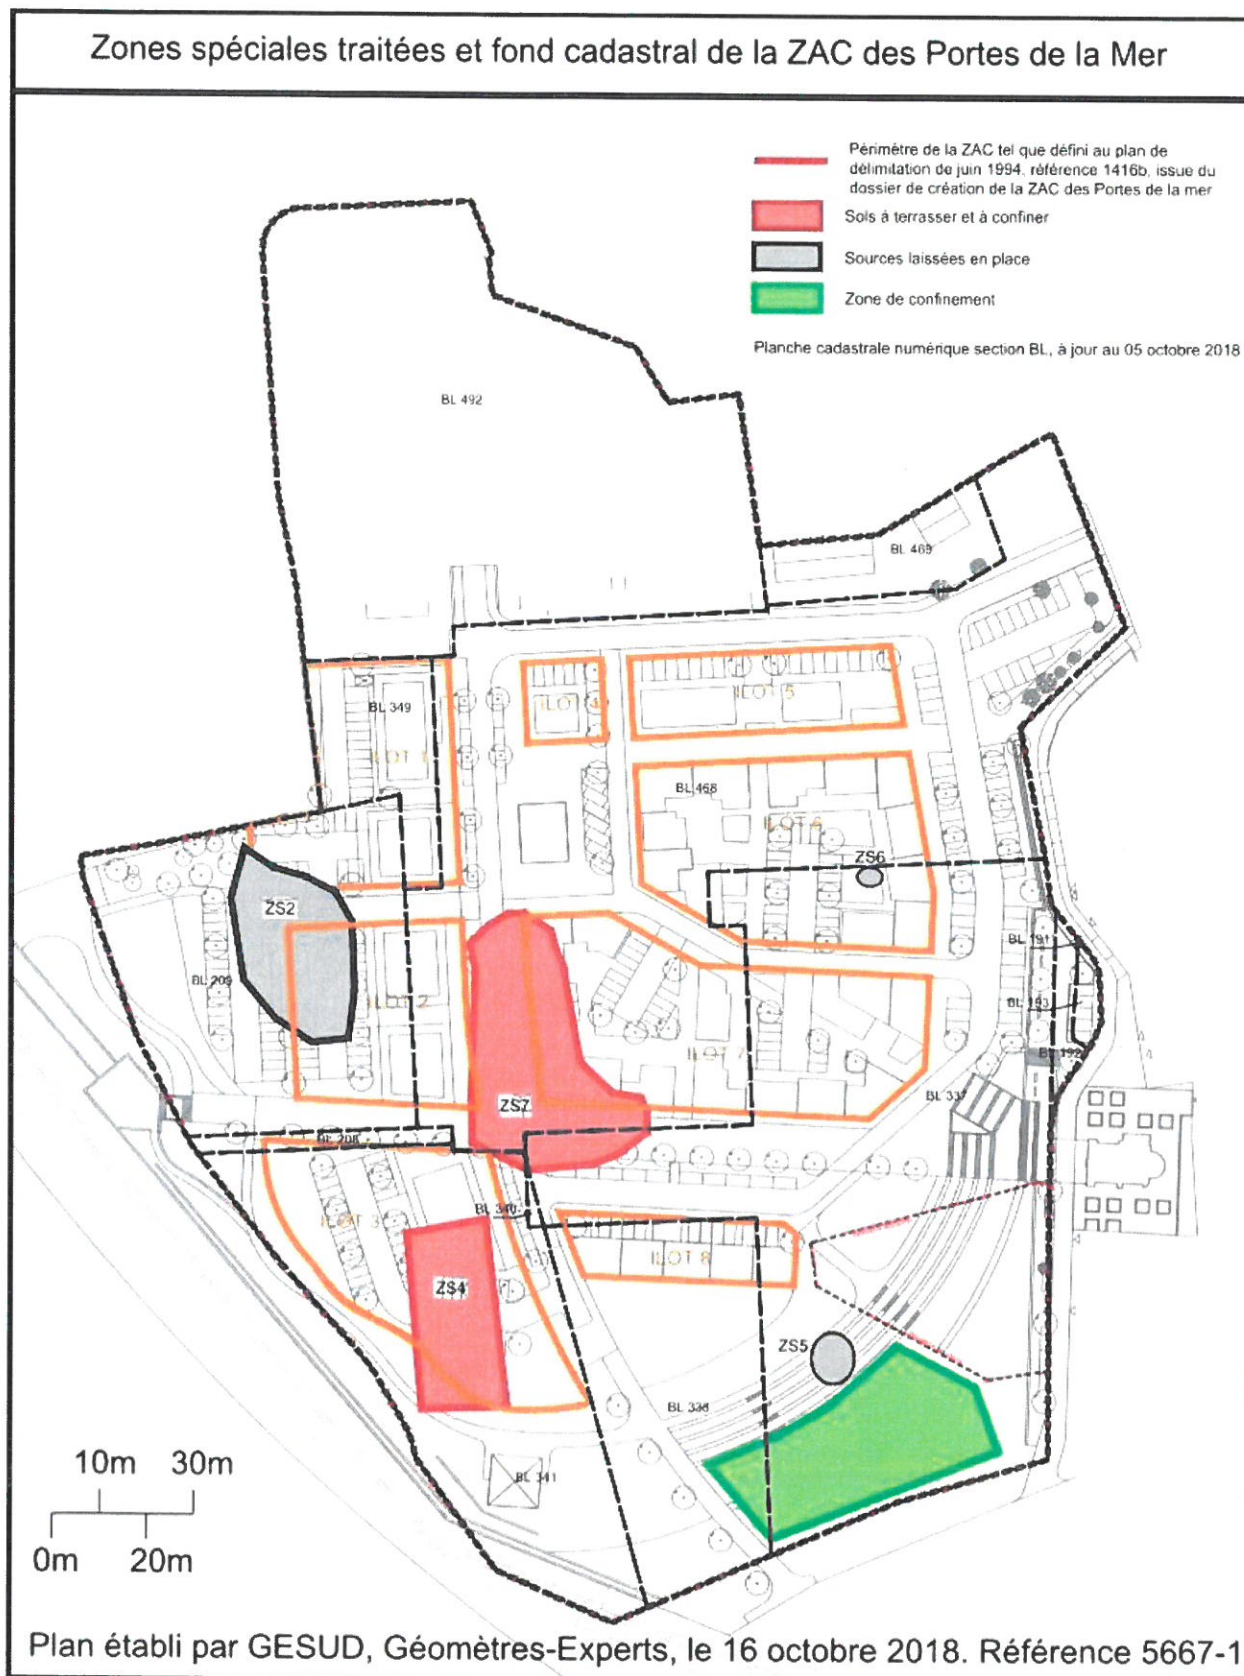 Zones spéciales traitées et fond cadastral de la ZAC des Portes de la Mer
Périmètre de la ZAC tel que défini au plan de
délimitation de juin 1994, référence 1416b, issue du
dossier de création de la ZAC des Portes de la mer
Sols à terrasser et à confiner
Sources laissées en place
Zone de confinement
Planche cadastrale numérique section BL, à jour au 05 octobre 2018
BL 492
BL 469
BL 349
ILOT 1
ILOT 4
ILOT 5
BL 468
ILOT 6
ZS6
ZS2
BL 209
ILOT 2
BL 191
BL 193
BL 192
ILOT 7
ZS7
BL 337
BL 208
ILOT 3
BL 340
ILOT 8
ZS4
ZS5
BL 338
BL 341
10m 30m
0m 20m
Plan établi par GESUD, Géomètres-Experts, le 16 octobre 2018. Référence 5667-1